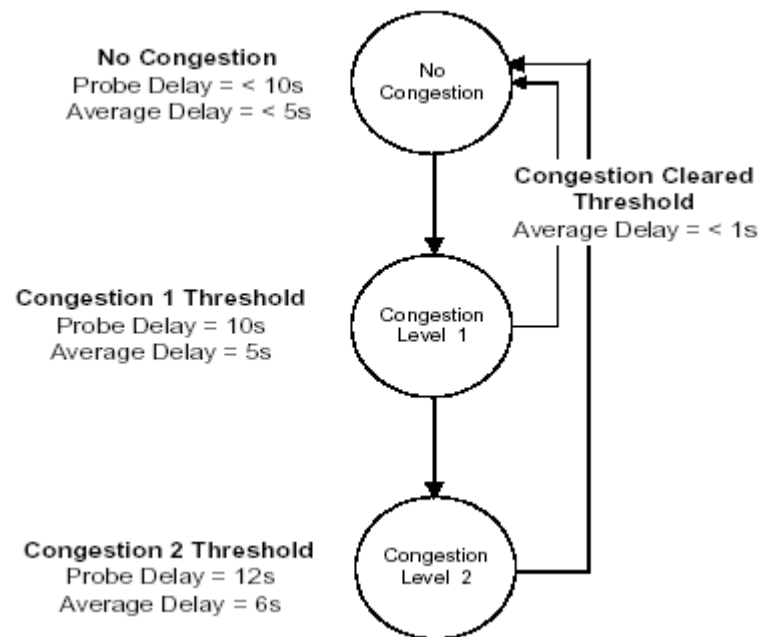 No Congestion
Probe Delay = < 10s
Average Delay = < 5s
No
Congestion
Congestion Cleared
Threshold
Average Delay = < 1s
Congestion 1 Threshold
Probe Delay = 10s
Average Delay = 5s
Congestion
Level 1
Congestion 2 Threshold
Probe Delay = 12s
Average Delay = 6s
Congestion
Level 2